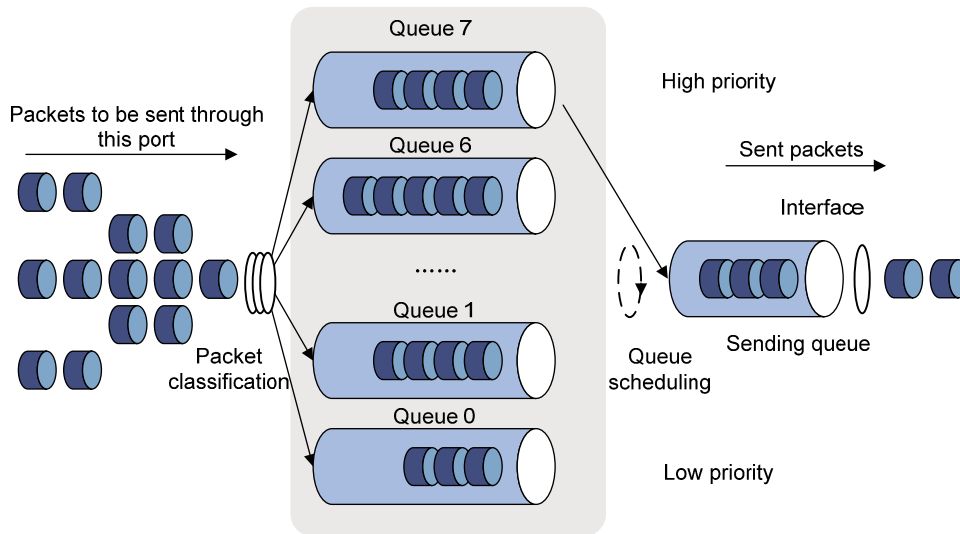 Queue 7
High priority
Packets to be sent through
this port
Queue 6
Sent packets
Interface
......
Queue 1
Sending queue
Packet
classification
Queue
scheduling
Queue 0
Low priority